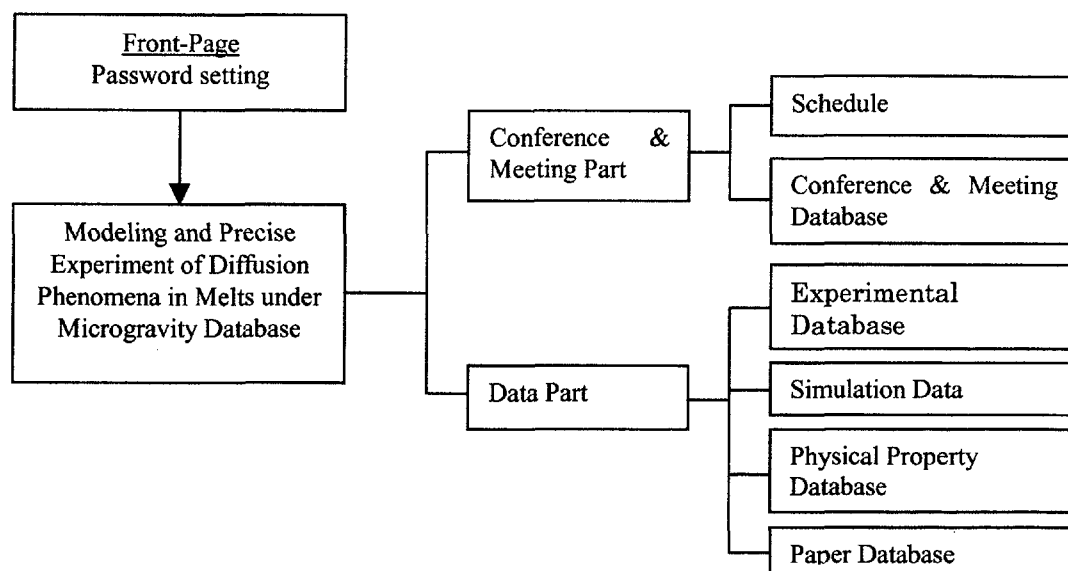 Front-Page
Password setting
Modeling and Precise
Experiment of Diffusion
Phenomena in Melts under
Microgravity Database
Conference &
Meeting Part
Data Part
Schedule
Conference & Meeting
Database
Experimental
Database
Simulation Data
Physical Property
Database
Paper Database